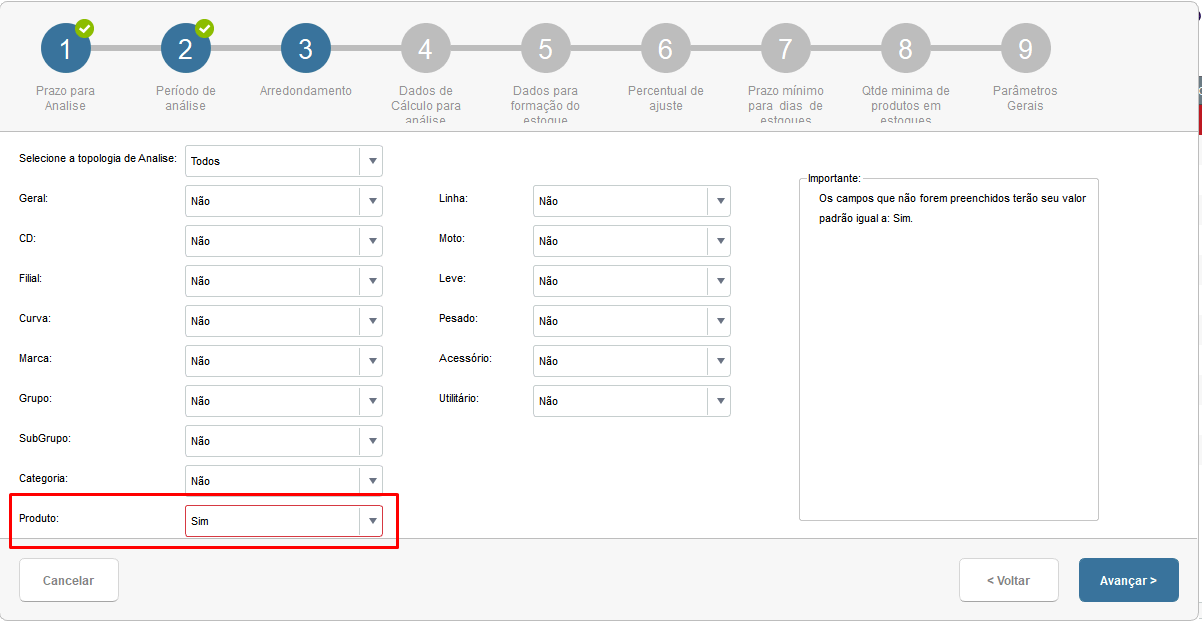 1
2
3
4
5
6
7
8
9
Prazo para
Analise
Período de
análise
Arredondamento
Dados de
Cálculo para
análise
Dados para
formação do
estoque
Percentual de
ajuste
Prazo mínimo
para dias de
estoques
Qtde minima de
produtos em
estoques
Parâmetros
Gerais
Selecione a topologia de Analise: Todos
Geral: Não
CD: Não
Filial: Não
Curva: Não
Marca: Não
Grupo: Não
SubGrupo: Não
Categoria: Não
Produto: Sim
Linha: Não
Moto: Não
Leve: Não
Pesado: Não
Acessório: Não
Utilitário: Não
Importante:
Os campos que não forem preenchidos terão seu valor
padrão igual a: Sim.
Cancelar
< Voltar
Avançar >